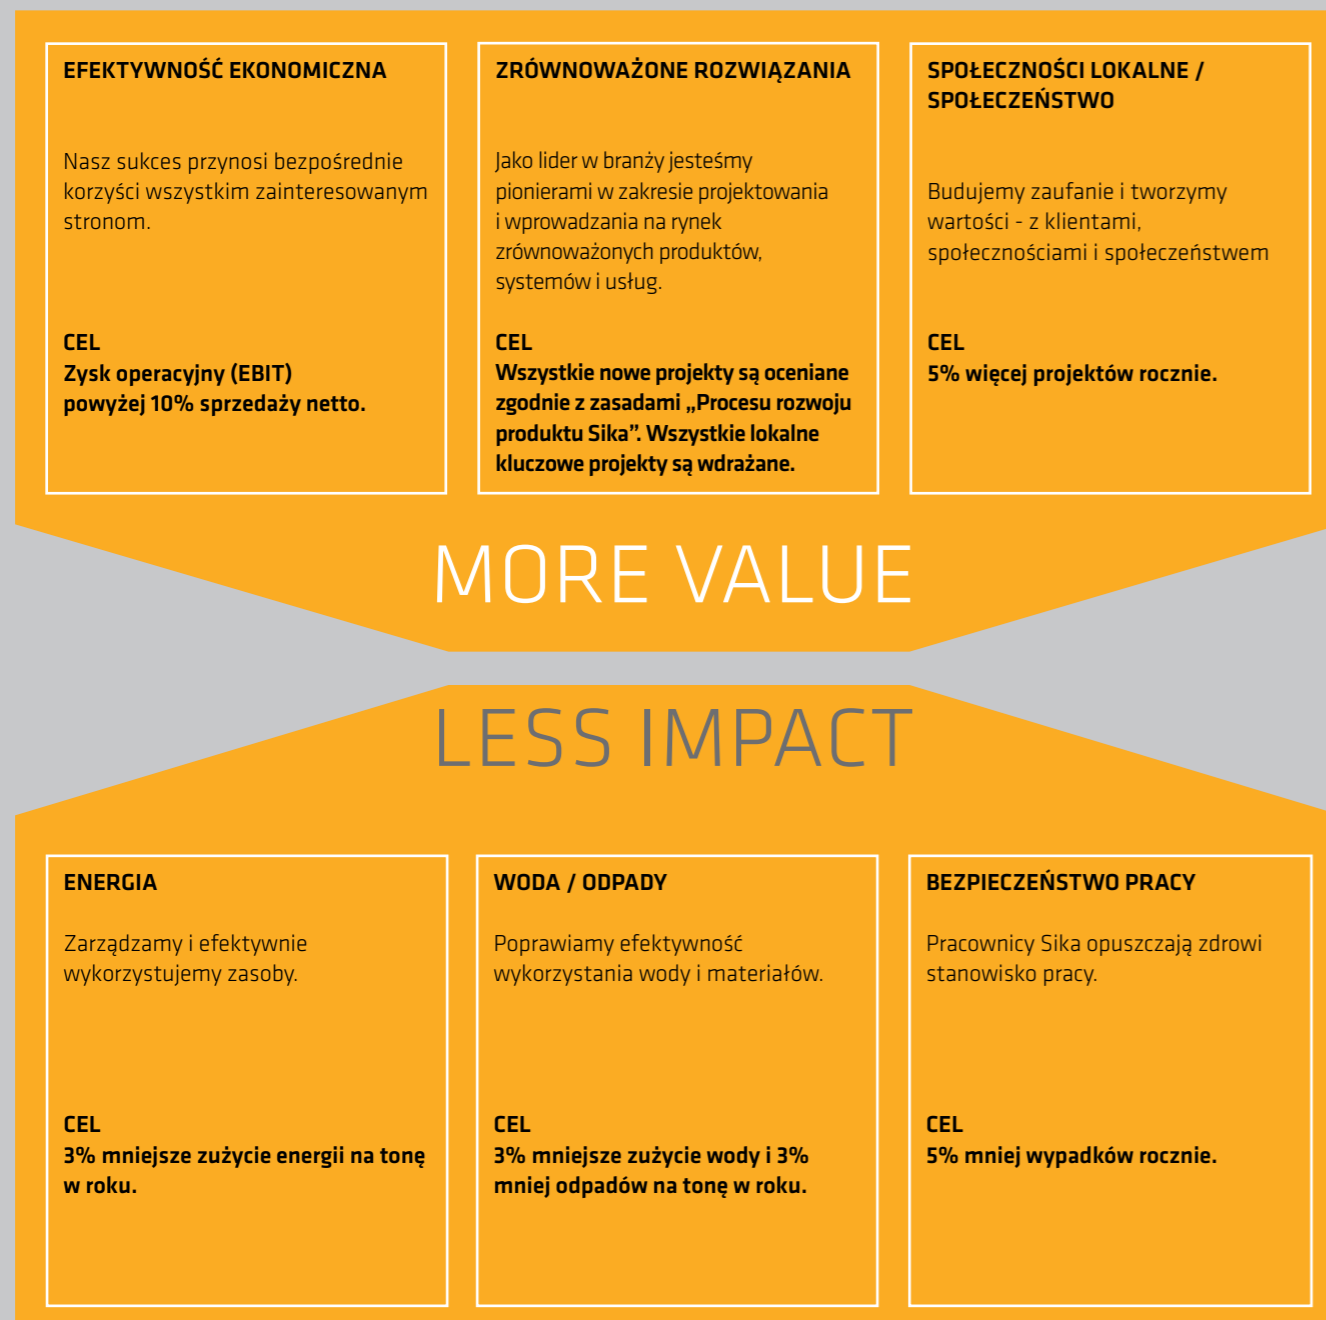 EFEKTYWNOŚĆ EKONOMICZNA
Nasz sukces przynosi bezpośrednie
korzyści wszystkim zainteresowanym
stronom.
CEL
Zysk operacyjny (EBIT)
powyżej 10% sprzedaży netto.
ZRÓWNOWAŻONE ROZWIĄZANIA
Jako lider w branży jesteśmy
pionierami w zakresie projektowania
i wprowadzania na rynek
zrównoważonych produktów,
systemów i usług.
CEL
Wszystkie nowe projekty są oceniane
zgodnie z zasadami „Procesu rozwoju
produktu Sika”. Wszystkie lokalne
kluczowe projekty są wdrażane.
SPOŁECZNOŚCI LOKALNE /
SPOŁECZEŃSTWO
Budujemy zaufanie i tworzymy
wartości - z klientami,
społecznościami i społeczeństwem
CEL
5% więcej projektów rocznie.
MORE VALUE
LESS IMPACT
ENERGIA
Zarządzamy i efektywnie
wykorzystujemy zasoby.
CEL
3% mniejsze zużycie energii na tonę
w roku.
WODA / ODPADY
Poprawiamy efektywność
wykorzystania wody i materiałów.
CEL
3% mniejsze zużycie wody i 3%
mniej odpadów na tonę w roku.
BEZPIECZEŃSTWO PRACY
Pracownicy Sika opuszczają zdrowi
stanowisko pracy.
CEL
5% mniej wypadków rocznie.